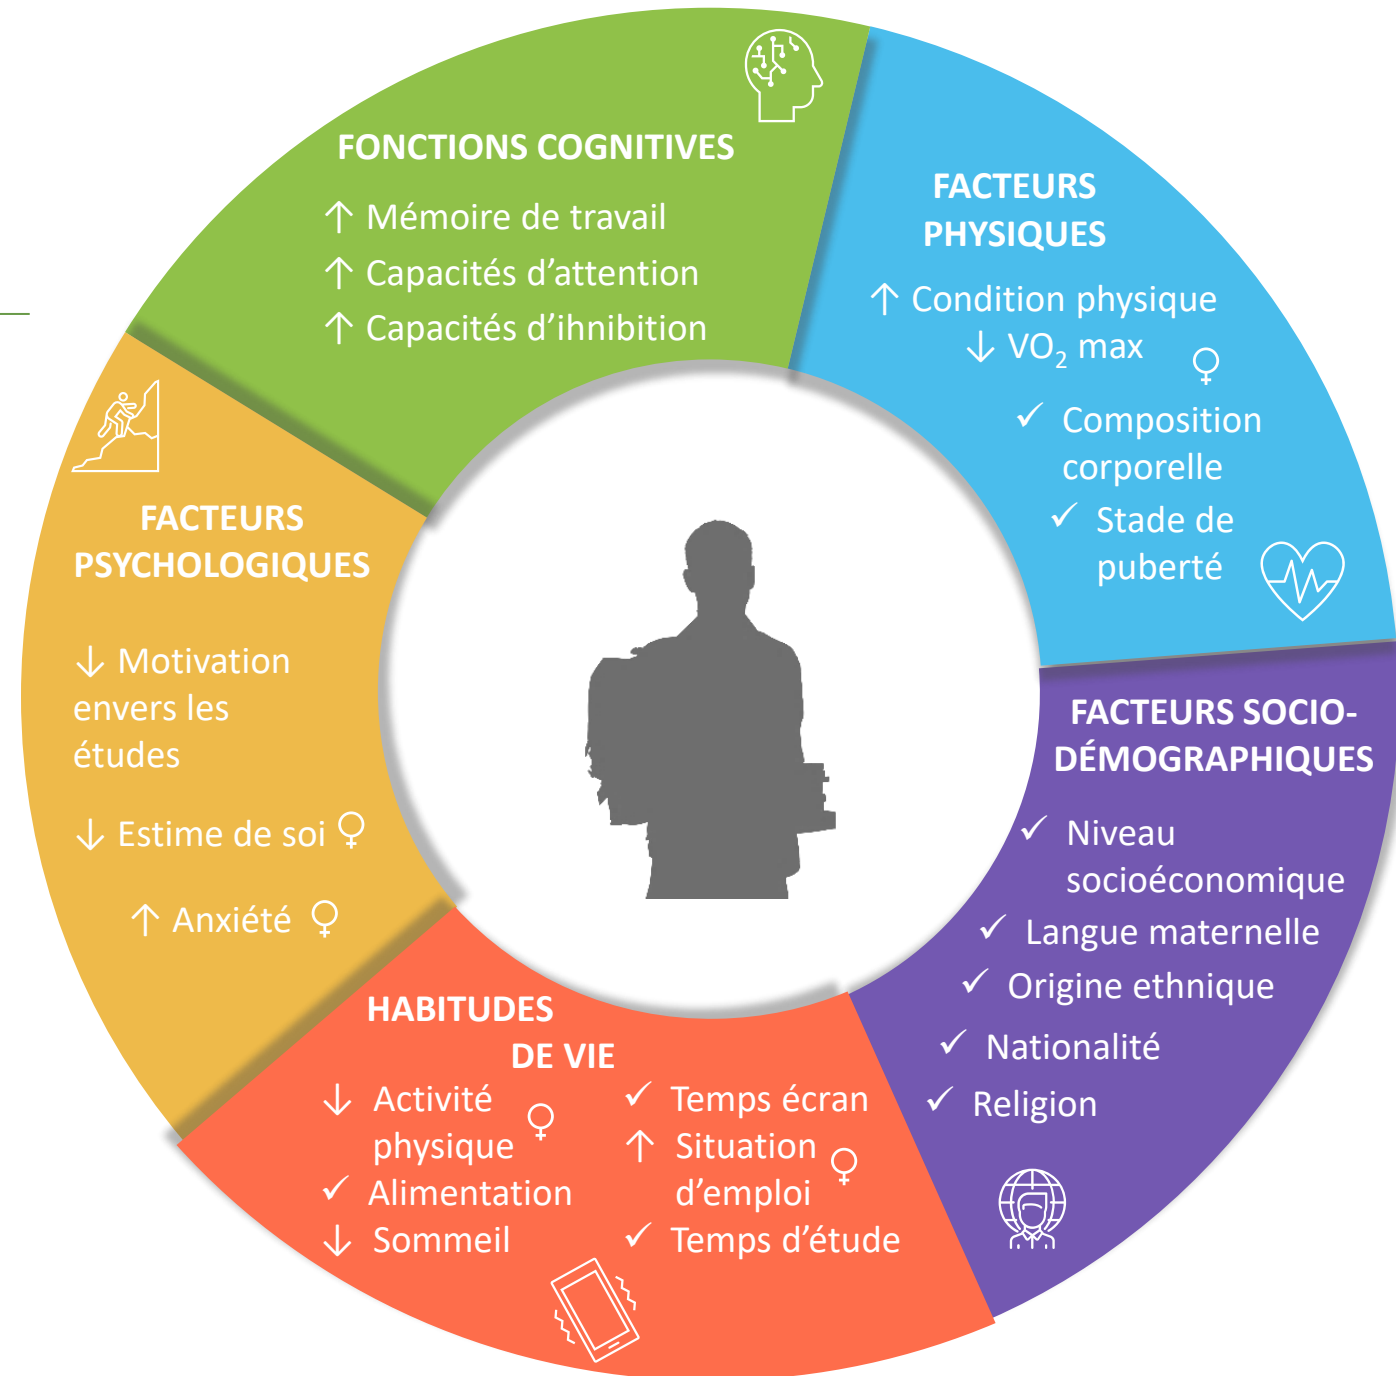 FONCTIONS COGNITIVES
↑ Mémoire de travail
↑ Capacités d’attention
↑ Capacités d’ihnibition
FACTEURS
PHYSIQUES
↑ Condition physique
↓ VO₂ max ♀
✓ Composition
corporelle
✓ Stade de
puberté
FACTEURS SOCIO-
DÉMOGRAPHIQUES
✓ Niveau
socioéconomique
✓ Langue maternelle
✓ Origine ethnique
✓ Nationalité
✓ Religion
HABITUDES
DE VIE
↓ Activité
physique ♀
✓ Alimentation
↓ Sommeil
✓ Temps écran
↑ Situation
d’emploi ♀
✓ Temps d’étude
FACTEURS
PSYCHOLOGIQUES
↓ Motivation
envers les
études
↓ Estime de soi ♀
↑ Anxiété ♀